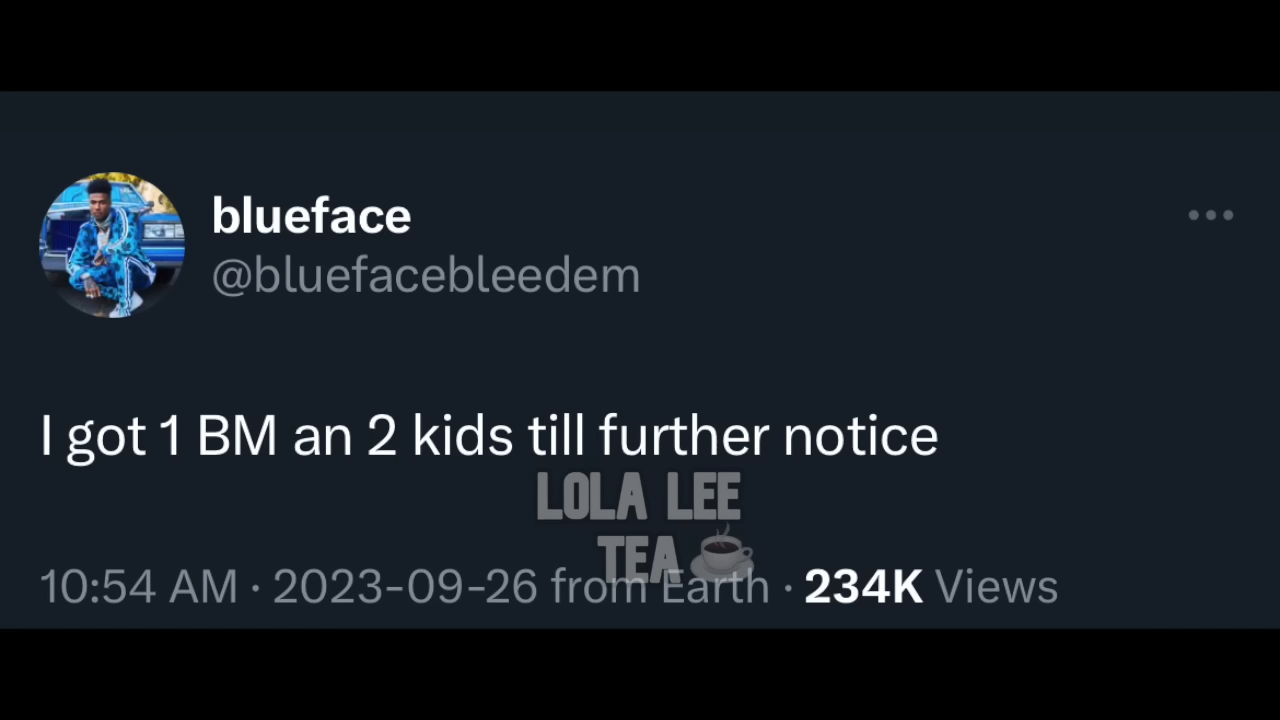 blueface
@bluefacebleedem
I got 1 BM an 2 kids till further notice
LOLA LEE
TEA
10:54 AM · 2023-09-26 from Earth · 234K Views